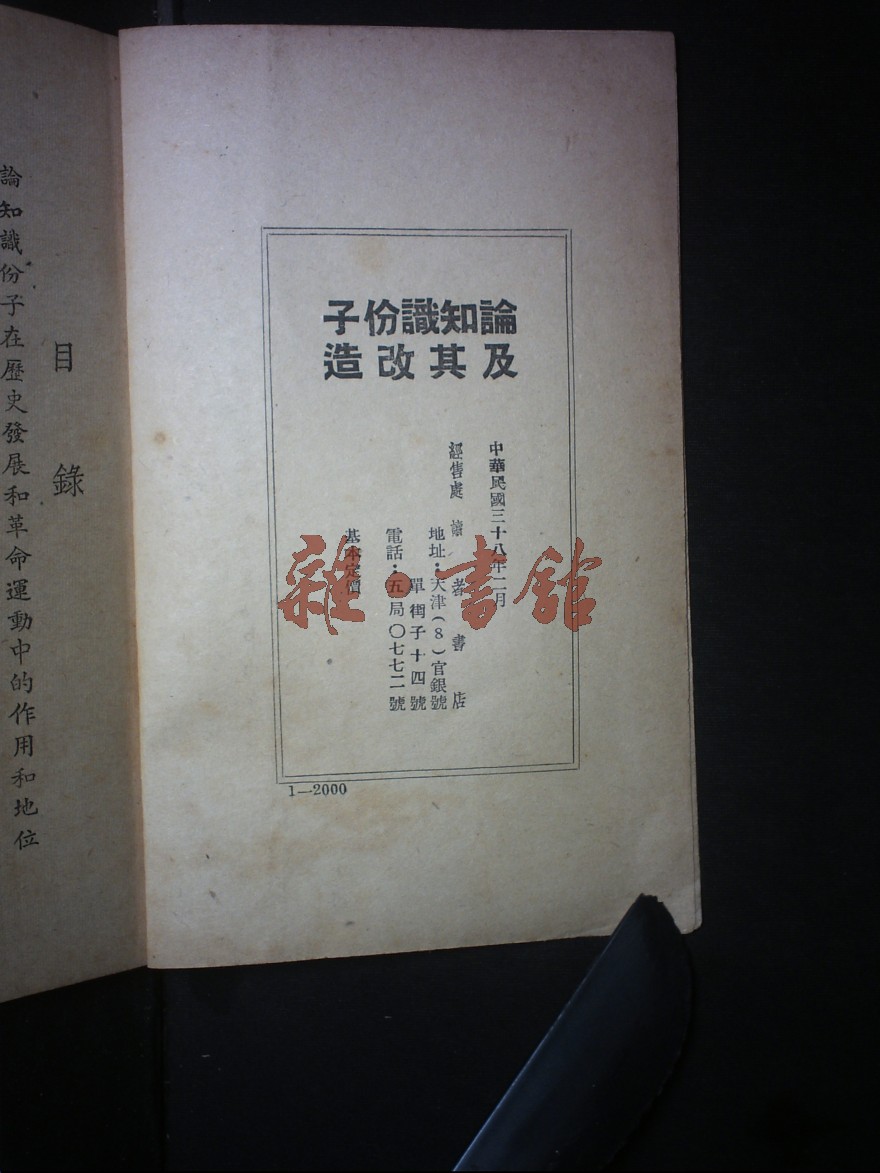 論知識份子
及其改造
中華民國三十八年二月
經售處 讀者書店
地址：天津(8)官銀號
單街子十四號
電話：五局〇七七二號
基本定價
1—2000
目錄
論知識份子在歷史發展和革命運動中的作用和地位
雜·書館